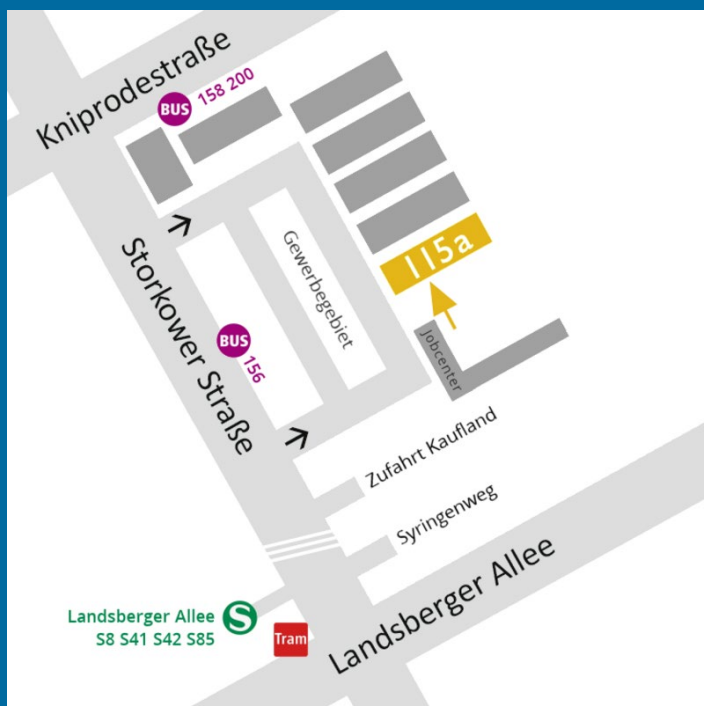 Kniprodestraße
BUS 158 200
115a
Gewerbegebiet
Storkower Straße
BUS 156
Jobcenter
Zufahrt Kaufland
Syringenweg
Landsberger Allee
Landsberger Allee
S8 S41 S42 S85
S
Tram